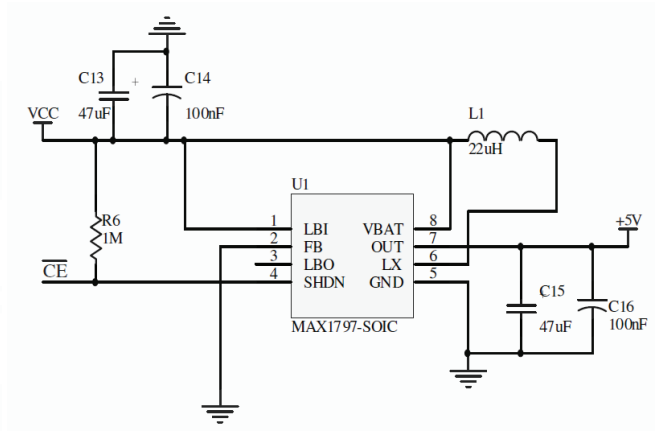 C13 + C14
VCC 47uF 100nF
L1
22uH
U1
R6
1M
+5V
1 LBI VBAT 8
2 FB OUT 7
3 LBO LX 6
4 SHDN GND 5
CE
C15
C16
47uF 100nF
MAX1797-SOIC